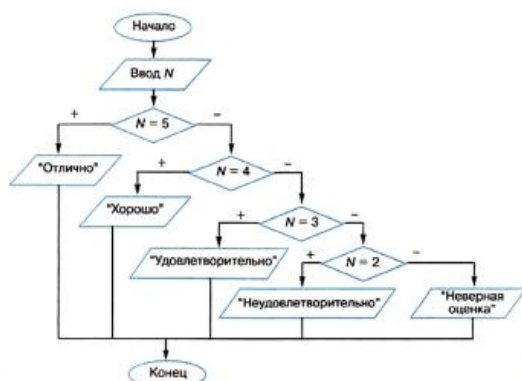 Начало
Ввод N
+
N = 5
–
"Отлично"
+
N = 4
–
"Хорошо"
+
N = 3
–
"Удовлетворительно"
+
N = 2
–
"Неудовлетворительно"
"Неверная
оценка"
Конец